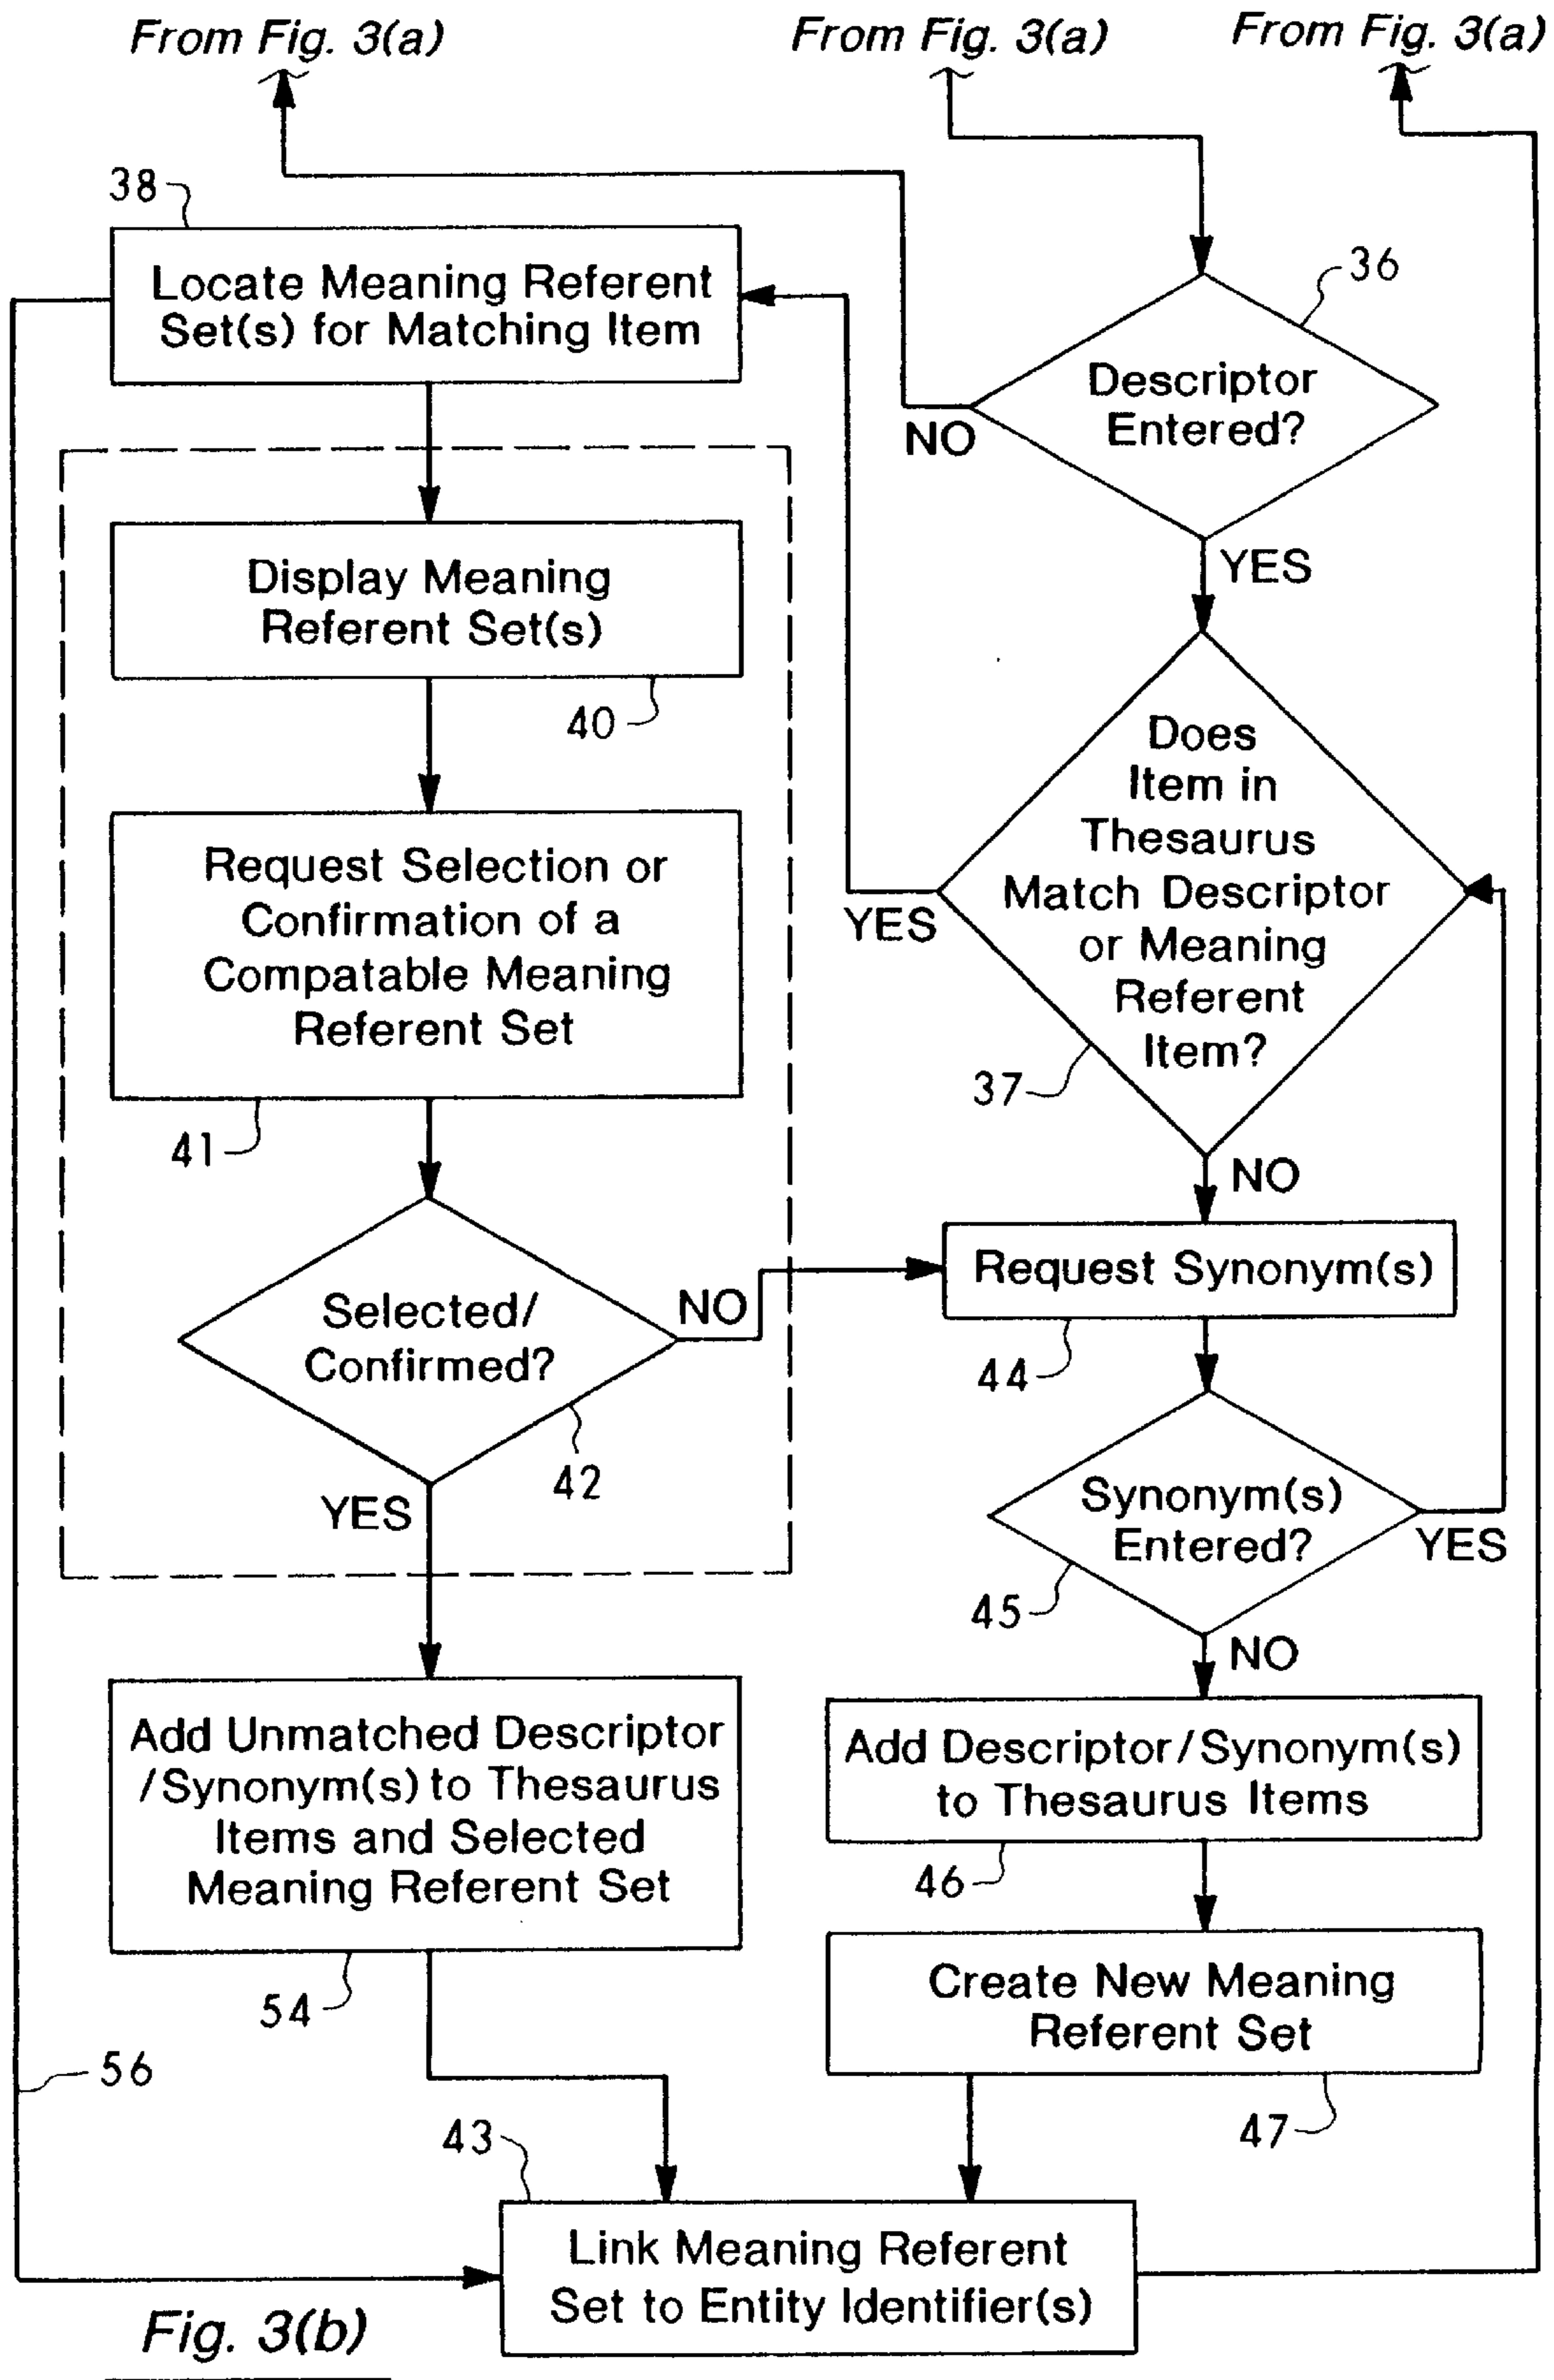 From Fig. 3(a)
From Fig. 3(a)
From Fig. 3(a)
38
Locate Meaning Referent
Set(s) for Matching Item
36
Descriptor
Entered?
NO
YES
Display Meaning
Referent Set(s)
40
Does
Item in
Thesaurus
Match Descriptor
or Meaning
Referent
Item?
YES
37
NO
Request Selection or
Confirmation of a
Compatable Meaning
Referent Set
41
Selected/
Confirmed?
NO
42
YES
Request Synonym(s)
44
Synonym(s)
Entered?
YES
45
NO
Add Unmatched Descriptor
/Synonym(s) to Thesaurus
Items and Selected
Meaning Referent Set
54
Add Descriptor/Synonym(s)
to Thesaurus Items
46
Create New Meaning
Referent Set
47
56
43
Link Meaning Referent
Set to Entity Identifier(s)
Fig. 3(b)